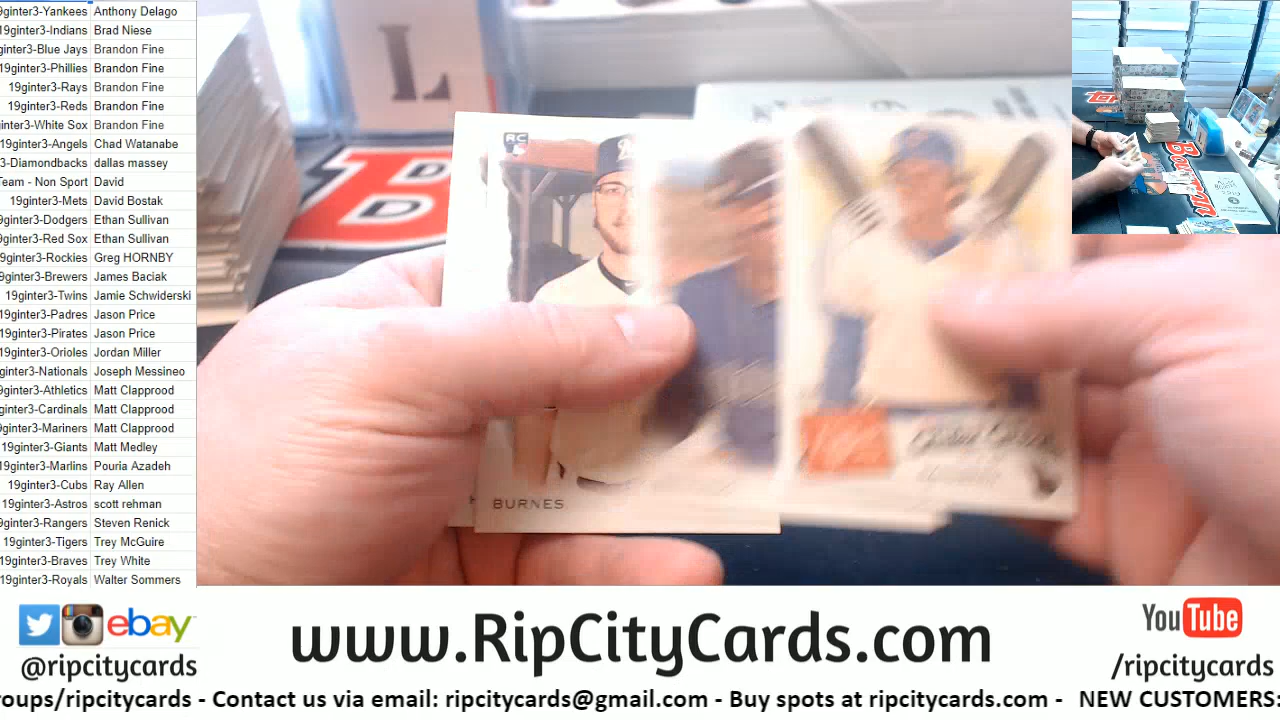 9ginter3-Yankees Anthony Delago
19ginter3-Indians Brad Niese
ginter3-Blue Jays Brandon Fine
19ginter3-Phillies Brandon Fine
19ginter3-Rays Brandon Fine
19ginter3-Reds Brandon Fine
ginter3-White Sox Brandon Fine
19ginter3-Angels Chad Watanabe
3-Diamondbacks dallas massey
Team - Non Sport David
19ginter3-Mets David Bostak
9ginter3-Dodgers Ethan Sullivan
9ginter3-Red Sox Ethan Sullivan
19ginter3-Rockies Greg HORNBY
19ginter3-Brewers James Baciak
19ginter3-Twins Jamie Schwiderski
19ginter3-Padres Jason Price
19ginter3-Pirates Jason Price
19ginter3-Orioles Jordan Miller
ginter3-Nationals Joseph Messineo
9ginter3-Athletics Matt Clapprood
inter3-Cardinals Matt Clapprood
ginter3-Mariners Matt Clapprood
19ginter3-Giants Matt Medley
19ginter3-Marlins Pouria Azadeh
19ginter3-Cubs Ray Allen
19ginter3-Astros scott rehman
9ginter3-Rangers Steven Renick
19ginter3-Tigers Trey McGuire
19ginter3-Braves Trey White
19ginter3-Royals Walter Sommers
L
D
D
RC
BURNES
ebay
@ripcitycards
www.RipCityCards.com
YouTube
/ripcitycards
roups/ripcitycards - Contact us via email: ripcitycards@gmail.com - Buy spots at ripcitycards.com - NEW CUSTOMERS: